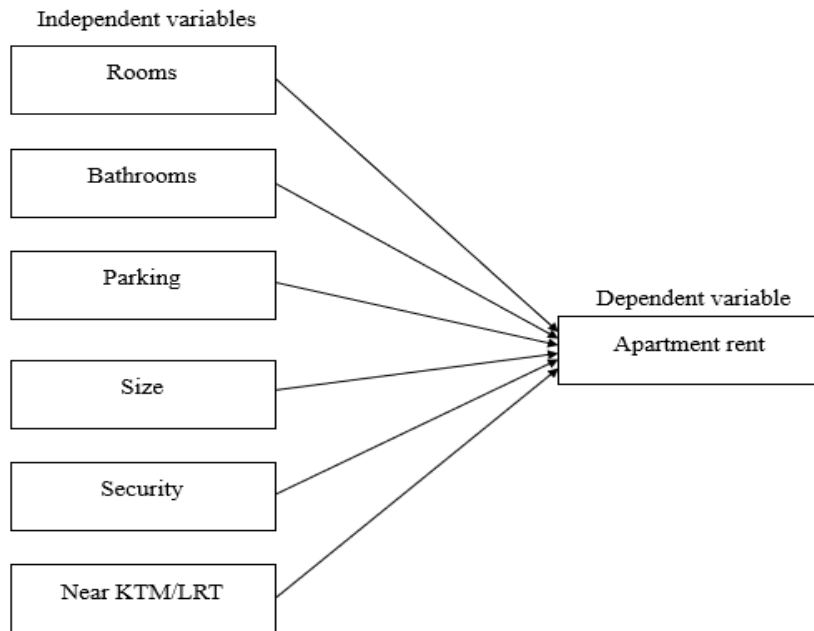 Independent variables
Rooms
Bathrooms
Parking
Size
Security
Near KTM/LRT
Dependent variable
Apartment rent